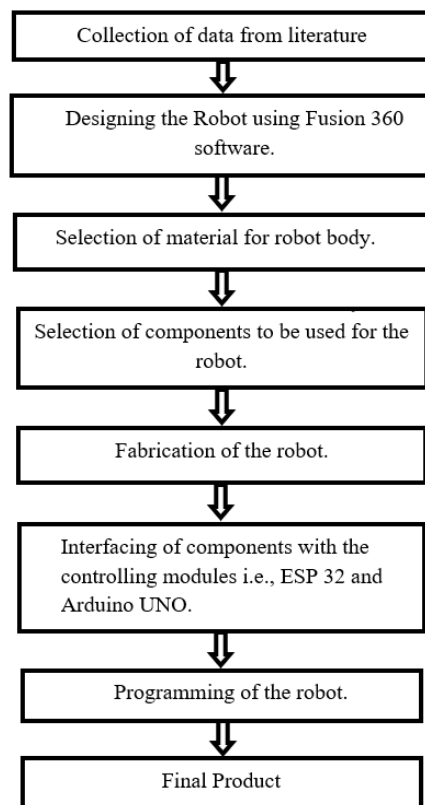 Collection of data from literature
Designing the Robot using Fusion 360
software.
Selection of material for robot body.
Selection of components to be used for the
robot.
Fabrication of the robot.
Interfacing of components with the
controlling modules i.e., ESP 32 and
Arduino UNO.
Programming of the robot.
Final Product